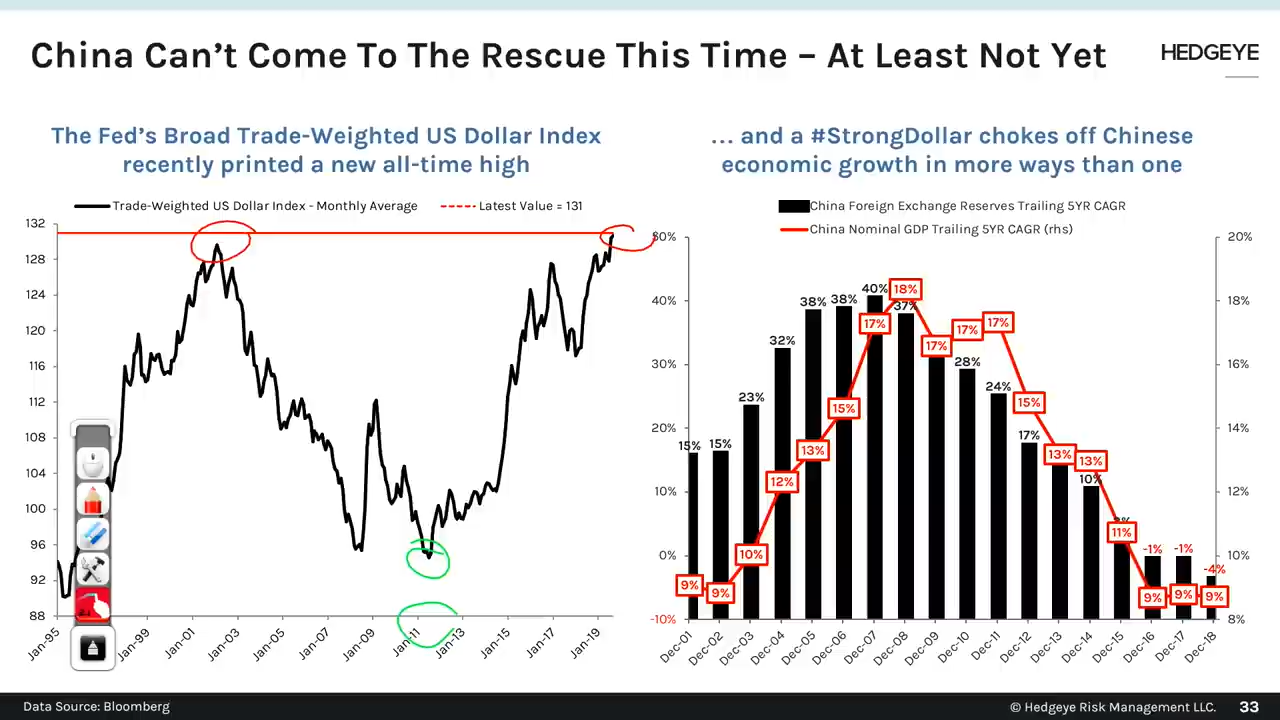 China Can't Come To The Rescue This Time – At Least Not Yet
HEDGEYE
The Fed's Broad Trade-Weighted US Dollar Index
recently printed a new all-time high
Trade-Weighted US Dollar Index - Monthly Average
Latest Value = 131
132
128
124
120
116
112
108
104
100
96
92
88
Jan-95
Jan-99
Jan-01
Jan-03
Jan-05
Jan-07
Jan-09
Jan-11
Jan-13
Jan-15
Jan-17
Jan-19
... and a #StrongDollar chokes off Chinese
economic growth in more ways than one
China Foreign Exchange Reserves Trailing 5YR CAGR
China Nominal GDP Trailing 5YR CAGR (rhs)
50%
40%
30%
20%
10%
0%
-10%
15%
15%
23%
32%
38%
38%
40%
37%
28%
24%
17%
10%
-1%
-1%
-4%
9%
9%
10%
12%
13%
15%
17%
18%
17%
17%
17%
15%
13%
13%
11%
9%
9%
9%
20%
18%
16%
14%
12%
10%
8%
Dec-01
Dec-02
Dec-03
Dec-04
Dec-05
Dec-06
Dec-07
Dec-08
Dec-09
Dec-10
Dec-11
Dec-12
Dec-13
Dec-14
Dec-15
Dec-16
Dec-17
Dec-18
Data Source: Bloomberg
© Hedgeye Risk Management LLC.
33